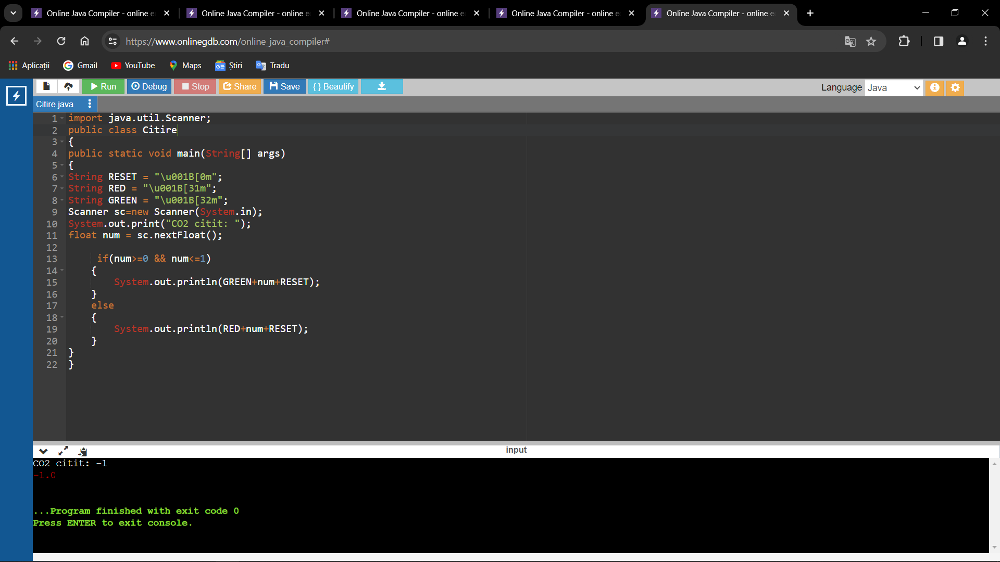 Online Java Compiler - online e
Online Java Compiler - online e
Online Java Compiler - online e
Online Java Compiler - online e
Online Java Compiler - online e
https://www.onlinegdb.com/online_java_compiler#
Aplicații Gmail YouTube Maps Știri Tradu
Run Debug Stop Share Save { } Beautify Language Java
Citire.java
1 import java.util.Scanner;
2 public class Citire
3 {
4 public static void main(String[] args)
5 {
6 String RESET = "\u001B[0m";
7 String RED = "\u001B[31m";
8 String GREEN = "\u001B[32m";
9 Scanner sc=new Scanner(System.in);
10 System.out.print("CO2 citit: ");
11 float num = sc.nextFloat();
12
13 if(num>=0 && num<=1)
14 {
15 System.out.println(GREEN+num+RESET);
16 }
17 else
18 {
19 System.out.println(RED+num+RESET);
20 }
21 }
22 }
input
CO2 citit: -1
-1.0
...Program finished with exit code 0
Press ENTER to exit console.